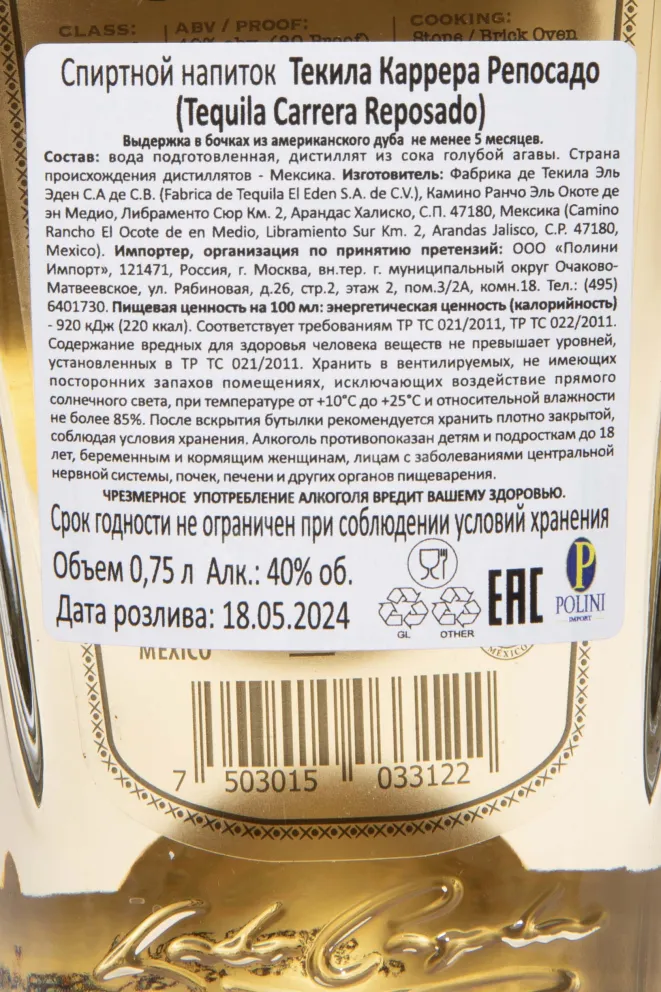 CLASS:
ABV / PROOF:
COOKING:
40% abv. (80 Proof)
Stone / Brick Oven
Спиртной напиток Текила Каррера Репосадо
(Tequila Carrera Reposado)
Выдержка в бочках из американского дуба не менее 5 месяцев.
Состав: вода подготовленная, дистиллят из сока голубой агавы. Страна
происхождения дистиллятов - Мексика. Изготовитель: Фабрика де Текила Эль
Эден С.А де С.В. (Fabrica de Tequila El Eden S.A. de C.V.), Камино Ранчо Эль Окоте де
эн Медио, Либраменто Сюр Км. 2, Арандас Халиско, С.П. 47180, Мексика (Camino
Rancho El Ocote de en Medio, Libramiento Sur Km. 2, Arandas Jalisco, C.P. 47180,
Mexico). Импортер, организация по принятию претензий: ООО «Полини
Импорт», 121471, Россия, г. Москва, вн.тер. г. муниципальный округ Очаково-
Матвеевское, ул. Рябиновая, д.26, стр.2, этаж 2, пом.3/2А, комн.18. Тел.: (495)
6401730. Пищевая ценность на 100 мл: энергетическая ценность (калорийность)
- 920 кДж (220 ккал). Соответствует требованиям ТР ТС 021/2011, ТР ТС 022/2011.
Содержание вредных для здоровья человека веществ не превышает уровней,
установленных в ТР ТС 021/2011. Хранить в вентилируемых, не имеющих
посторонних запахов помещениях, исключающих воздействие прямого
солнечного света, при температуре от +10°С до +25°С и относительной влажности
не более 85%. После вскрытия бутылки рекомендуется хранить плотно закрытой,
соблюдая условия хранения. Алкоголь противопоказан детям и подросткам до 18
лет, беременным и кормящим женщинам, лицам с заболеваниями центральной
нервной системы, почек, печени и других органов пищеварения.
ЧРЕЗМЕРНОЕ УПОТРЕБЛЕНИЕ АЛКОГОЛЯ ВРЕДИТ ВАШЕМУ ЗДОРОВЬЮ.
Срок годности не ограничен при соблюдении условий хранения
Объем 0,75 л Алк.: 40% об.
Дата розлива: 18.05.2024
GL
OTHER
EAC
P
POLINI
IMPORT
MEXICO
MÉXICO
7 503015 033122